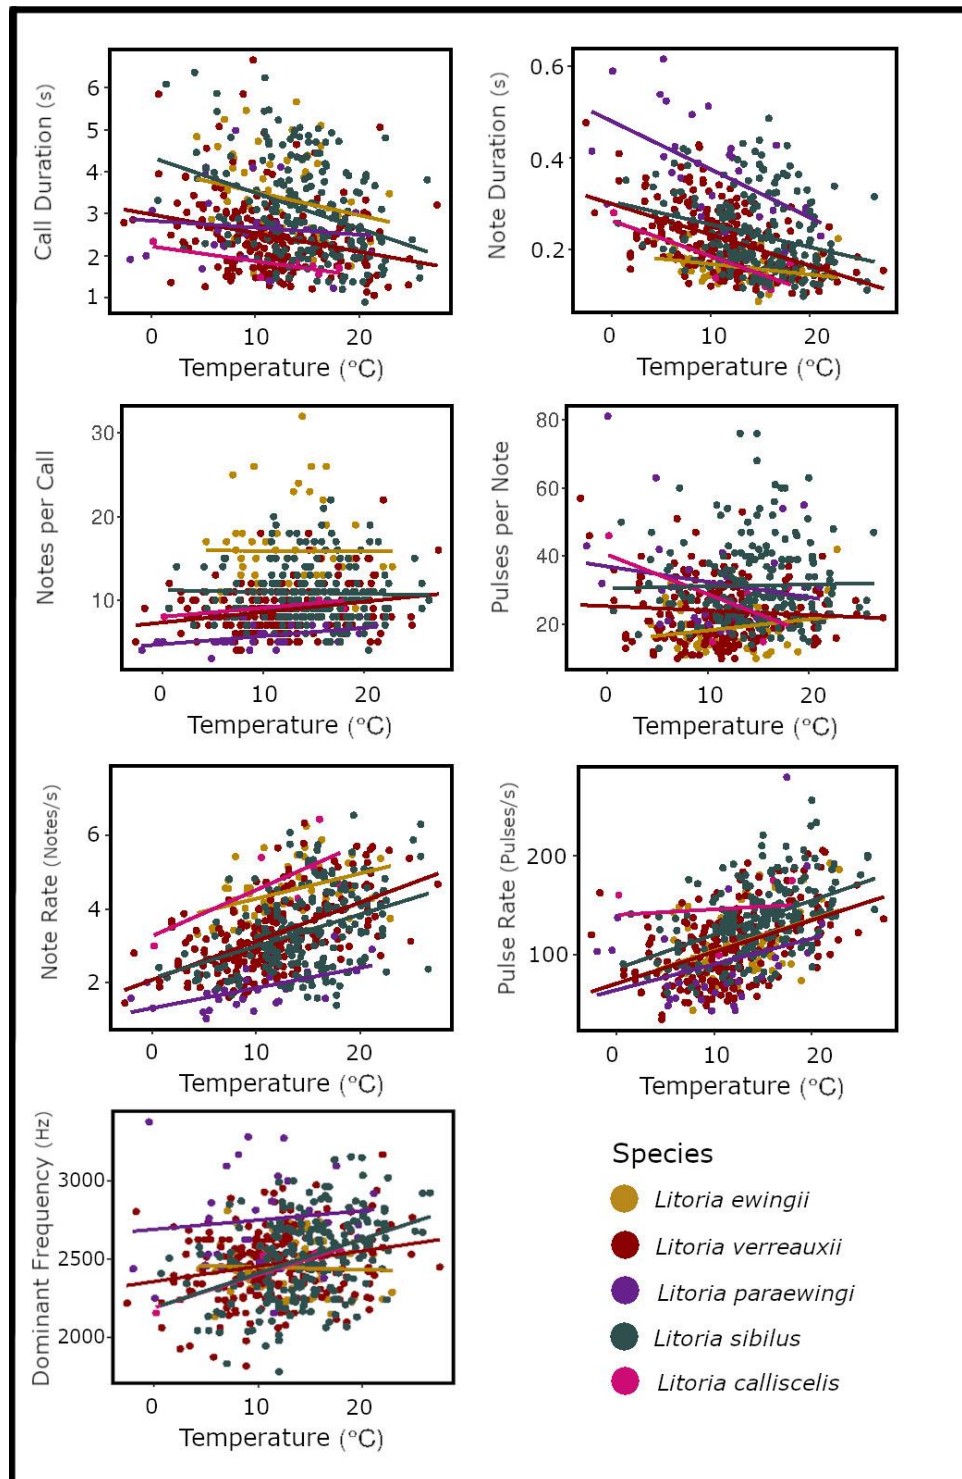 Call Duration (s)
6
5
4
3
2
1
0 10 20
Temperature (°C)
Note Duration (s)
0.6
0.4
0.2
0 10 20
Temperature (°C)
Notes per Call
30
20
10
0 10 20
Temperature (°C)
Pulses per Note
80
60
40
20
0 10 20
Temperature (°C)
Note Rate (Notes/s)
6
4
2
0 10 20
Temperature (°C)
Pulse Rate (Pulses/s)
200
100
0 10 20
Temperature (°C)
Dominant Frequency (Hz)
3000
2500
2000
0 10 20
Temperature (°C)
Species
Litoria ewingii
Litoria verreauxii
Litoria paraewingi
Litoria sibilus
Litoria calliscelis